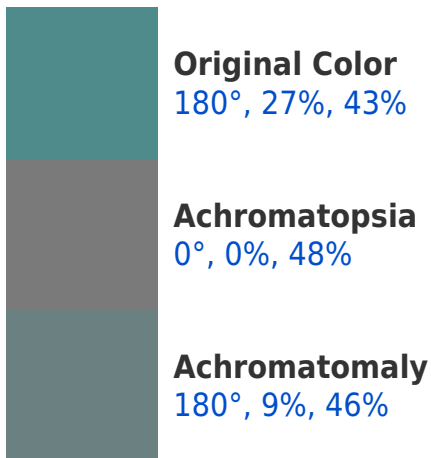 Original Color
180°, 27%, 43%
Achromatopsia
0°, 0%, 48%
Achromatomaly
180°, 9%, 46%